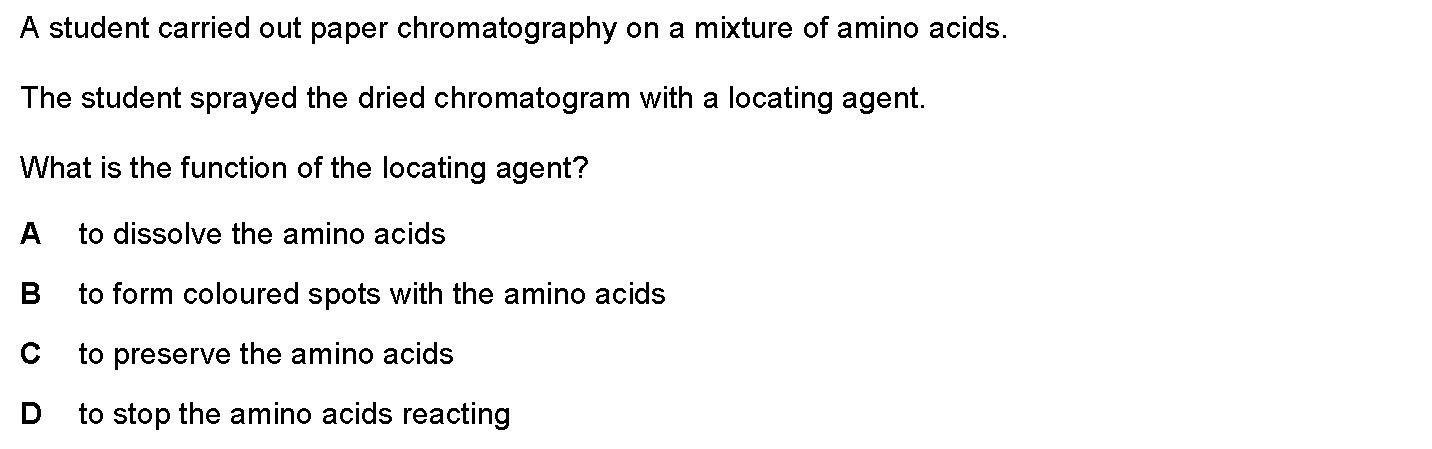 A student carried out paper chromatography on a mixture of amino acids.
The student sprayed the dried chromatogram with a locating agent.
What is the function of the locating agent?
A to dissolve the amino acids
B to form coloured spots with the amino acids
C to preserve the amino acids
D to stop the amino acids reacting